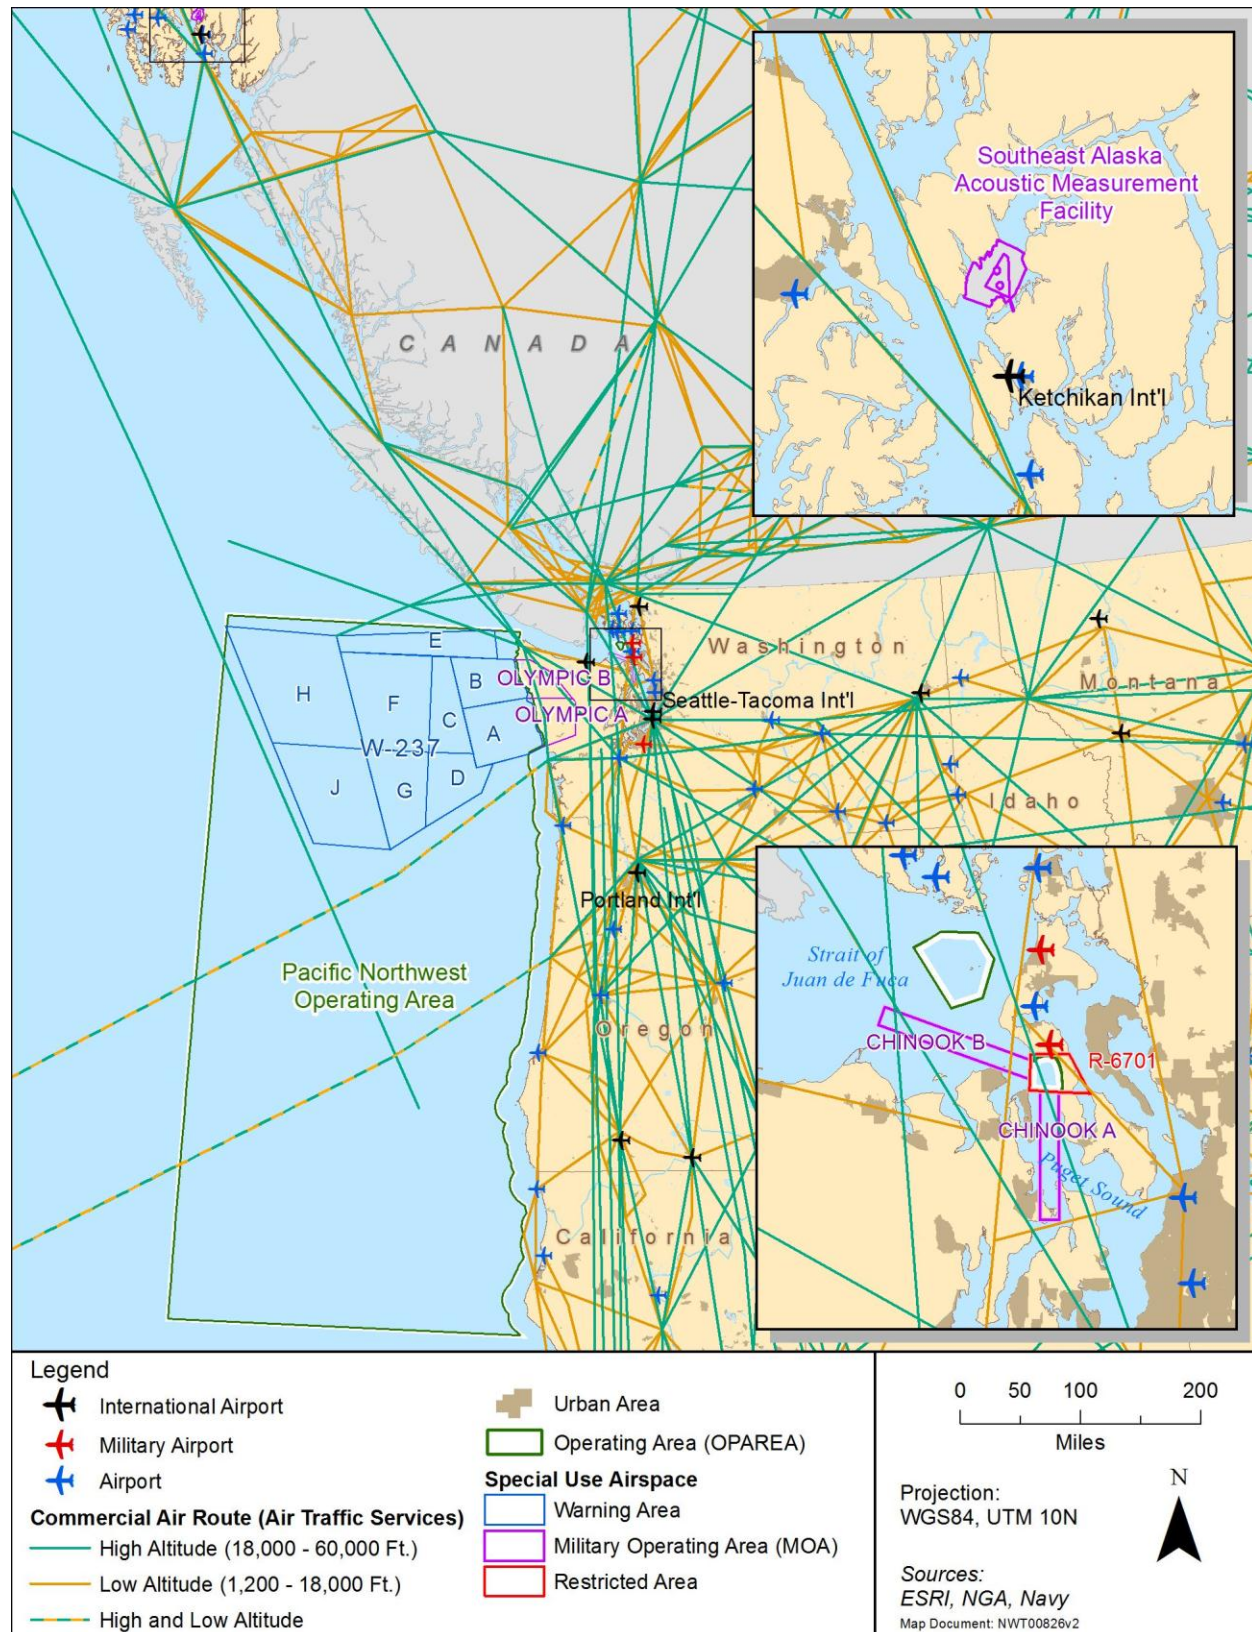 Southeast Alaska
Acoustic Measurement
Facility
Ketchikan Int'l
CANADA
Washington
Montana
OLYMPIC B
OLYMPIC A
Seattle-Tacoma Int'l
E
H
F
B
C
A
W-237
J
G
D
Idaho
Portland Int'l
Pacific Northwest
Operating Area
Oregon
California
Strait of
Juan de Fuca
CHINOOK B
R-6701
CHINOOK A
Puget Sound
Legend
International Airport
Military Airport
Airport
Commercial Air Route (Air Traffic Services)
High Altitude (18,000 - 60,000 Ft.)
Low Altitude (1,200 - 18,000 Ft.)
High and Low Altitude
Urban Area
Operating Area (OPAREA)
Special Use Airspace
Warning Area
Military Operating Area (MOA)
Restricted Area
0 50 100 200
Miles
N
Projection:
WGS84, UTM 10N
Sources:
ESRI, NGA, Navy
Map Document: NWT00826v2